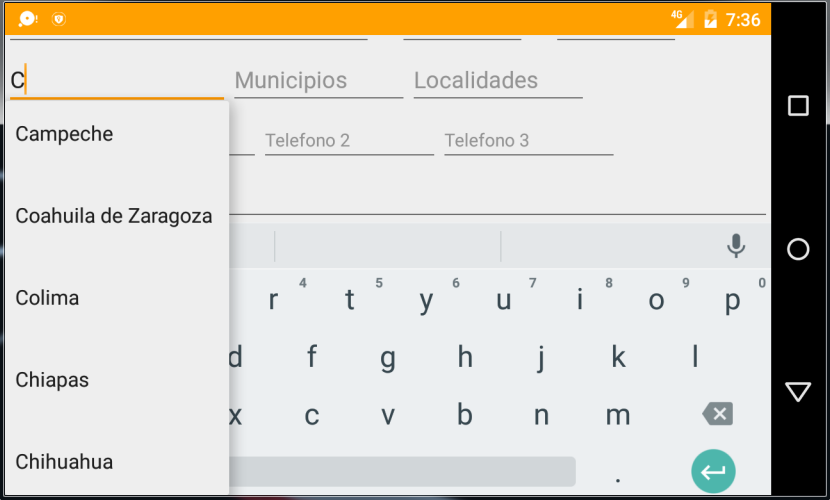 4G 7:36
C Municipios Localidades
Campeche
Telefono 2 Telefono 3
Coahuila de Zaragoza
Colima
Chiapas
Chihuahua
r 4 t 5 y 6 u 7 i 8 o 9 p 0
d f g h j k l
x c v b n m
.